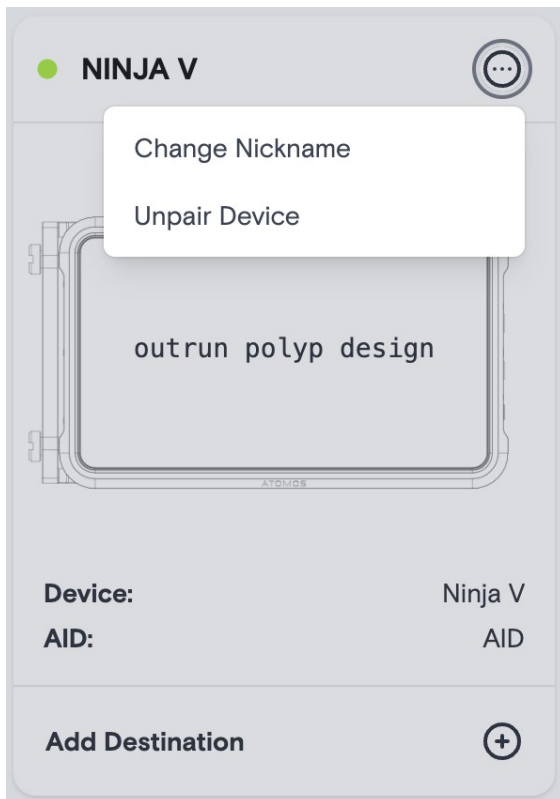 NINJA V
Change Nickname
Unpair Device
outrun polyp design
ATOMOS
Device: Ninja V
AID: AID
Add Destination